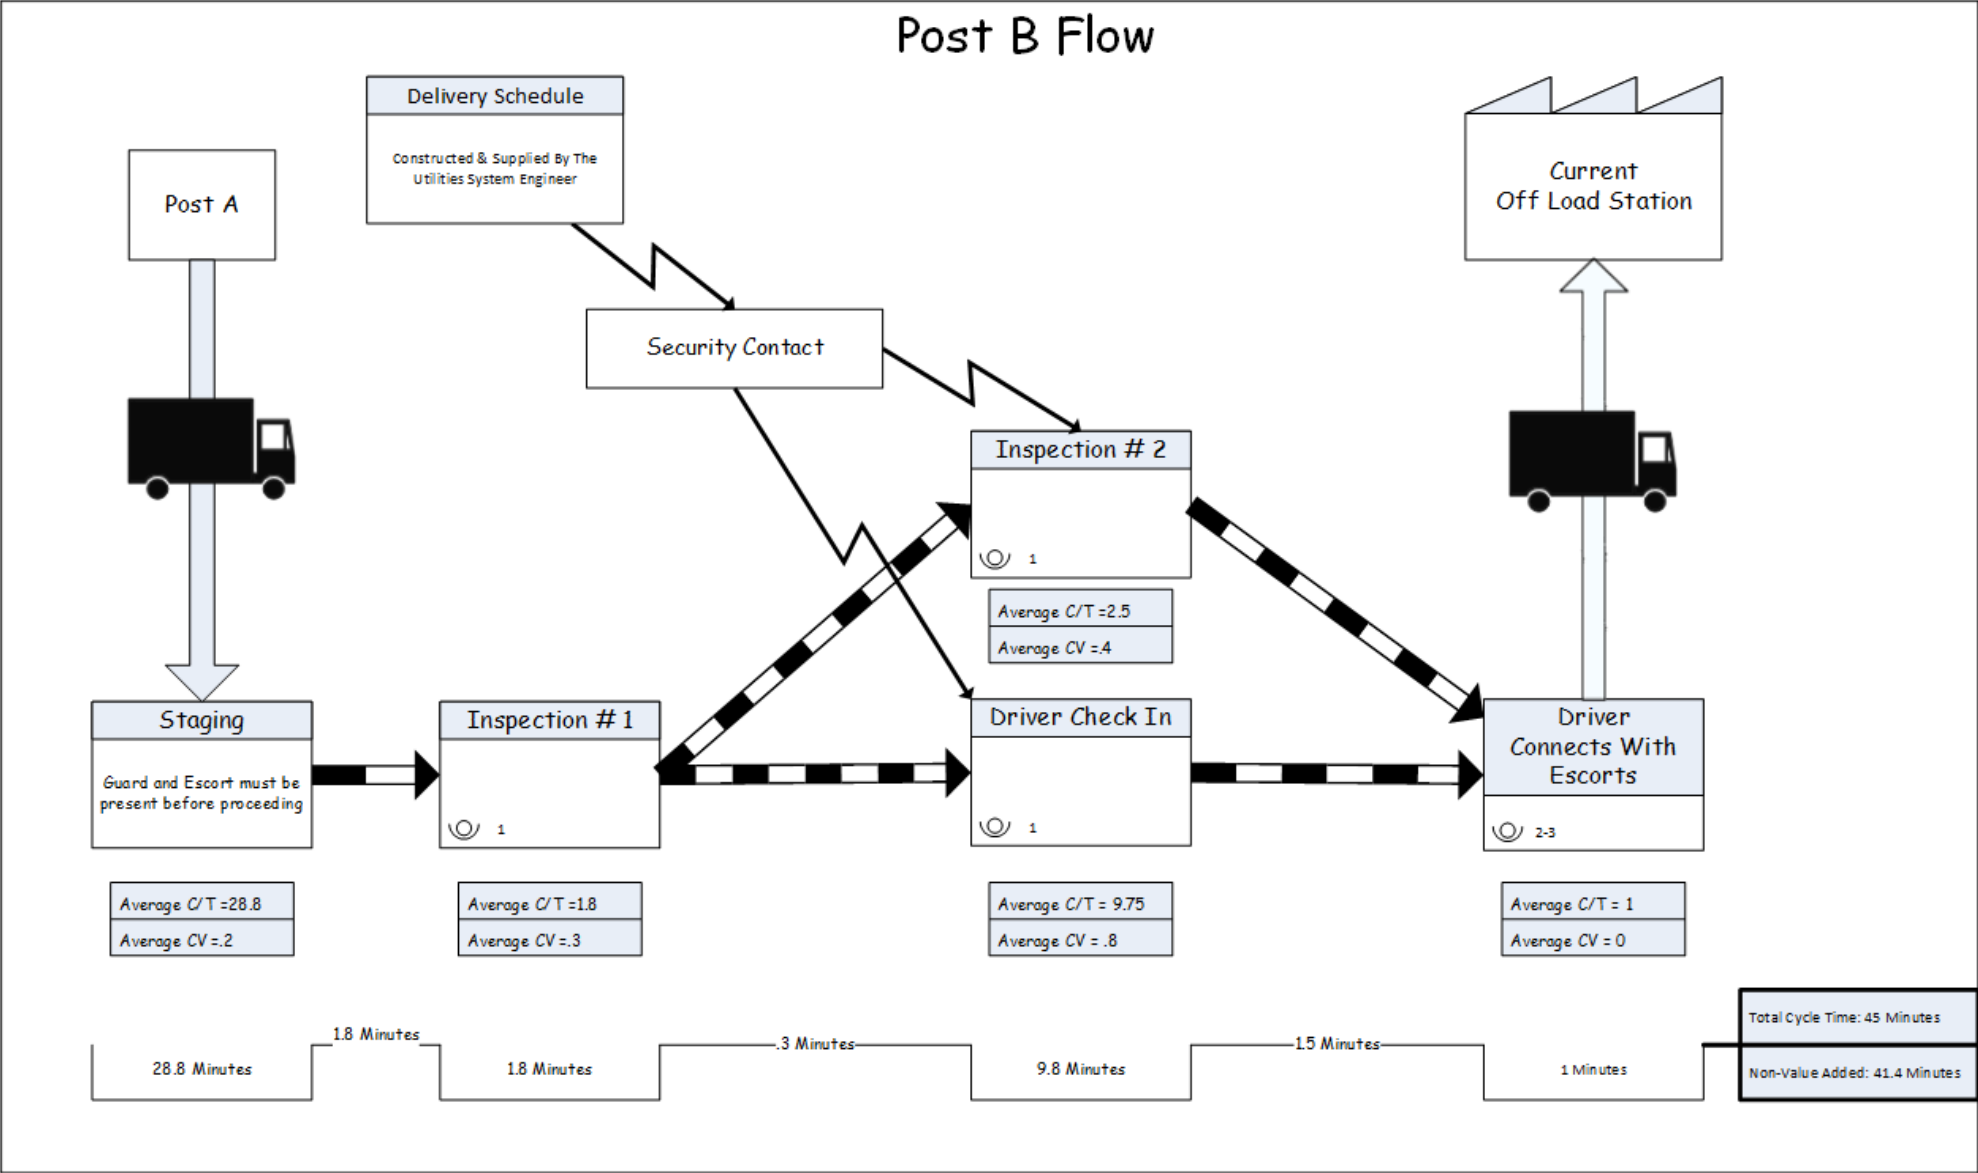 Post B Flow
Delivery Schedule
Constructed & Supplied By The
Utilities System Engineer
Post A
Current
Off Load Station
Security Contact
Inspection # 2
1
Average C/T =2.5
Average CV =.4
Staging
Guard and Escort must be
present before proceeding
Inspection # 1
1
Driver Check In
1
Driver
Connects With
Escorts
2-3
Average C/T =28.8
Average CV =.2
Average C/T =1.8
Average CV =.3
Average C/T = 9.75
Average CV = .8
Average C/T = 1
Average CV = 0
28.8 Minutes
1.8 Minutes
1.8 Minutes
.3 Minutes
9.8 Minutes
1.5 Minutes
1 Minutes
Total Cycle Time: 45 Minutes
Non-Value Added: 41.4 Minutes